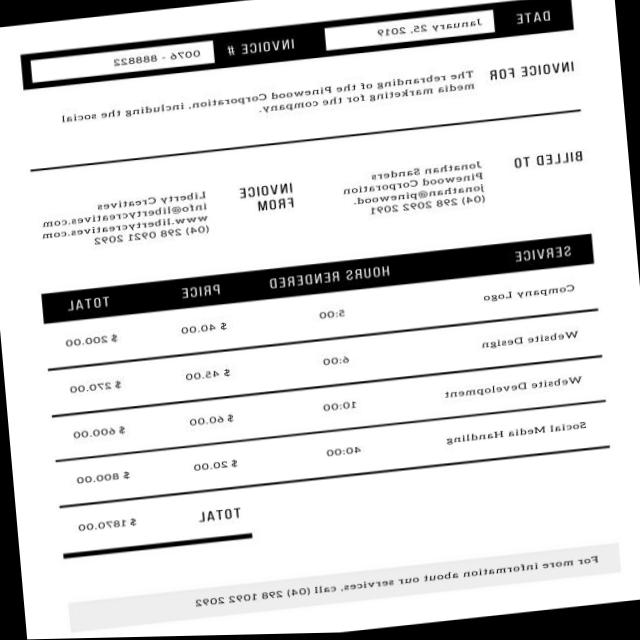 DATE January 25, 2019 INVOICE # 0076 - 888822
INVOICE FOR The rebranding of the Pinewood Corporation, including the social
media marketing for the company.
BILLED TO
Jonathan Sanders
Pinewood Corporation
jonathan@pinewood.
(04) 298 2092 2091
INVOICE
FROM
Liberty Creatives
info@libertycreatives.com
www.libertycreatives.com
(04) 298 0921 2092
SERVICE HOURS RENDERED PRICE TOTAL
Company Logo 5:00 $ 40.00 $ 200.00
Website Design 6:00 $ 45.00 $ 270.00
Website Development 10:00 $ 60.00 $ 600.00
Social Media Handling 40:00 $ 20.00 $ 800.00
TOTAL $ 1870.00
For more information about our services, call (04) 298 1092 2092